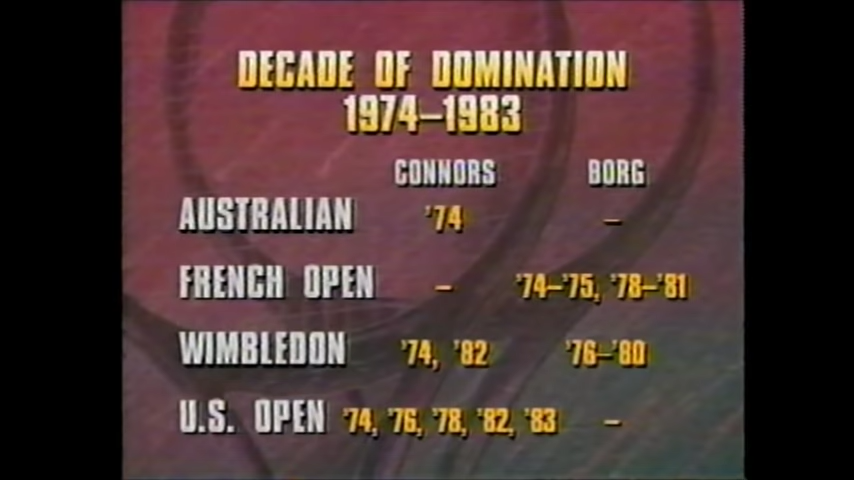 DECADE OF DOMINATION
1974–1983
CONNORS BORG
AUSTRALIAN '74 –
FRENCH OPEN – '74–'75, '78–'81
WIMBLEDON '74, '82 '76–'80
U.S. OPEN '74, '76, '78, '82, '83 –